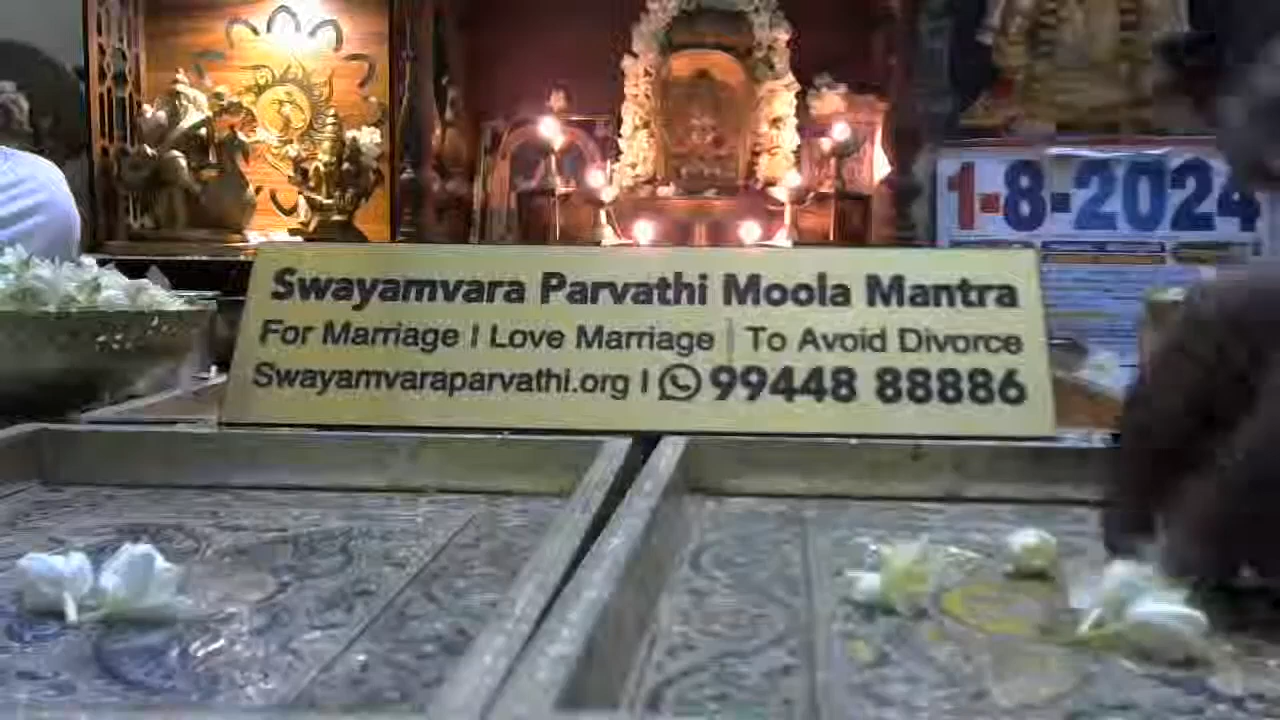 1-8-2024
Swayamvara Parvathi Moola Mantra
For Marriage | Love Marriage | To Avoid Divorce
Swayamvaraparvathi.org | 99448 88886